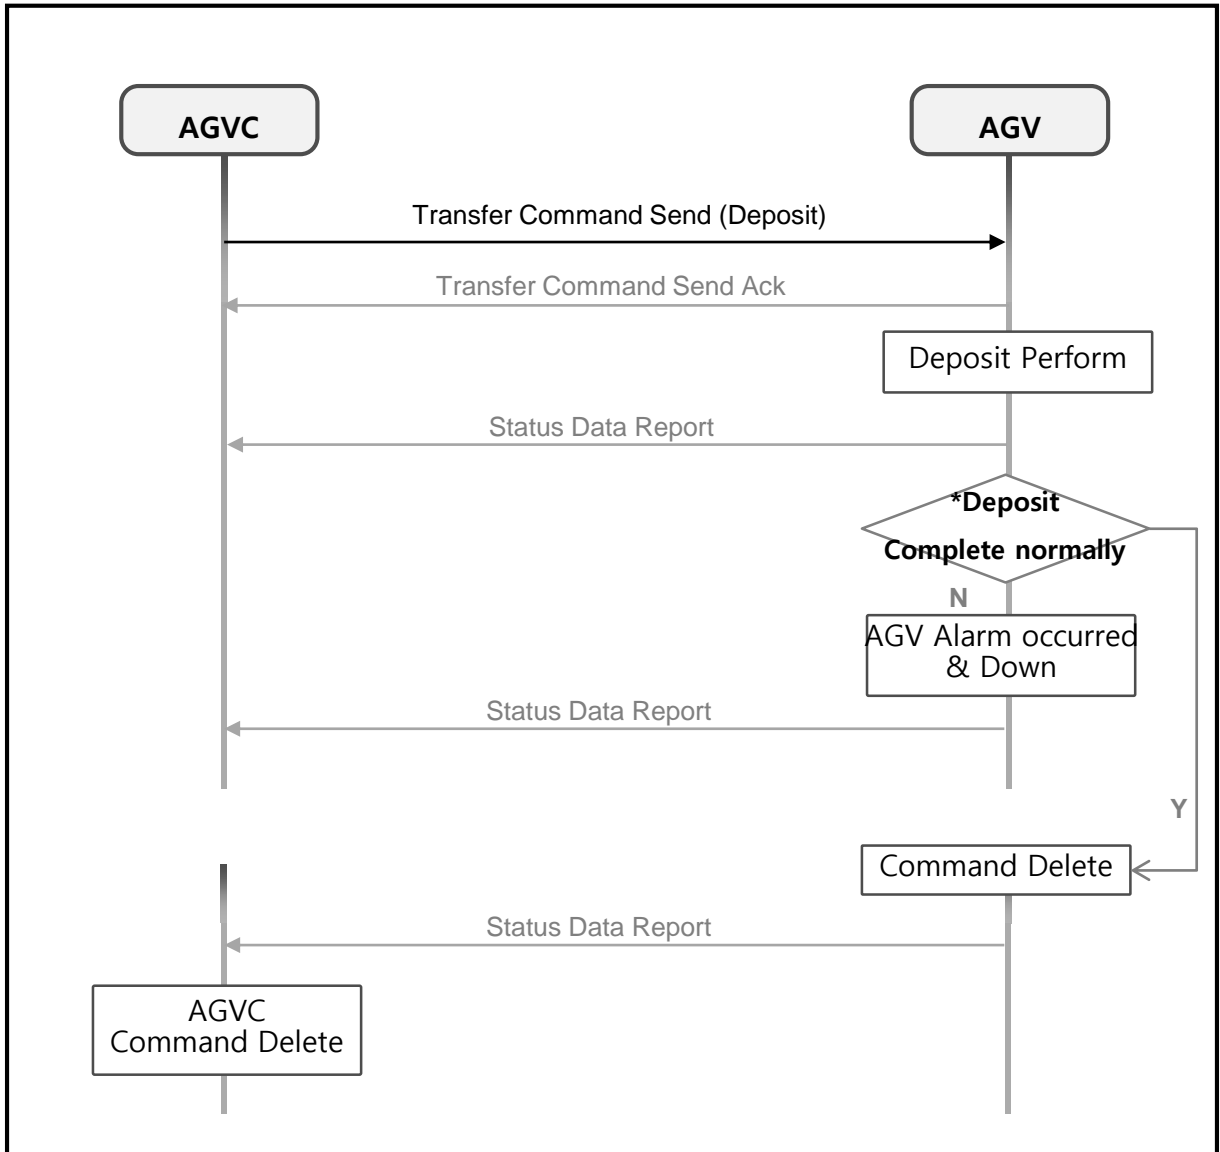 AGVC
AGV
Transfer Command Send (Deposit)
Transfer Command Send Ack
Deposit Perform
Status Data Report
*Deposit
Complete normally
N
AGV Alarm occurred
& Down
Status Data Report
Y
Command Delete
Status Data Report
AGVC
Command Delete